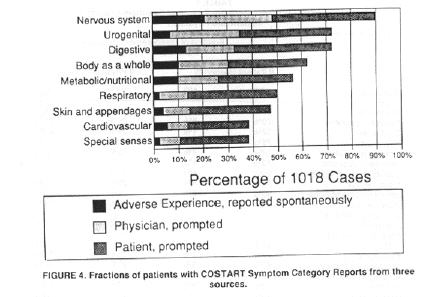 Nervous system
Urogenital
Digestive
Body as a whole
Metabolic/nutritional
Respiratory
Skin and appendages
Cardiovascular
Special senses
0% 10% 20% 30% 40% 50% 60% 70% 80% 90% 100%
Percentage of 1018 Cases
Adverse Experience, reported spontaneously
Physician, prompted
Patient, prompted
FIGURE 4. Fractions of patients with COSTART Symptom Category Reports from three
sources.